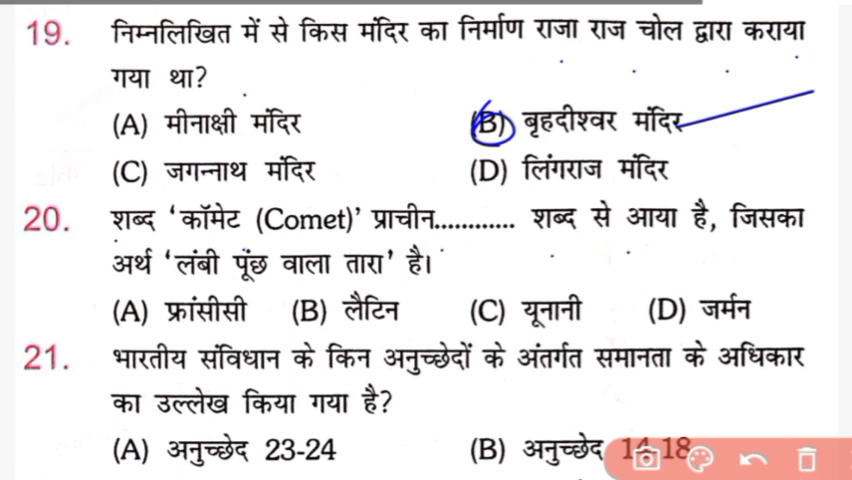 19. निम्नलिखित में से किस मंदिर का निर्माण राजा राज चोल द्वारा कराया
गया था?
(A) मीनाक्षी मंदिर (B) बृहदीश्वर मंदिर
(C) जगन्नाथ मंदिर (D) लिंगराज मंदिर
20. शब्द ‘कॉमेट (Comet)’ प्राचीन............ शब्द से आया है, जिसका
अर्थ ‘लंबी पूंछ वाला तारा’ है।
(A) फ्रांसीसी (B) लैटिन (C) यूनानी (D) जर्मन
21. भारतीय संविधान के किन अनुच्छेदों के अंतर्गत समानता के अधिकार
का उल्लेख किया गया है?
(A) अनुच्छेद 23-24 (B) अनुच्छेद 14-18